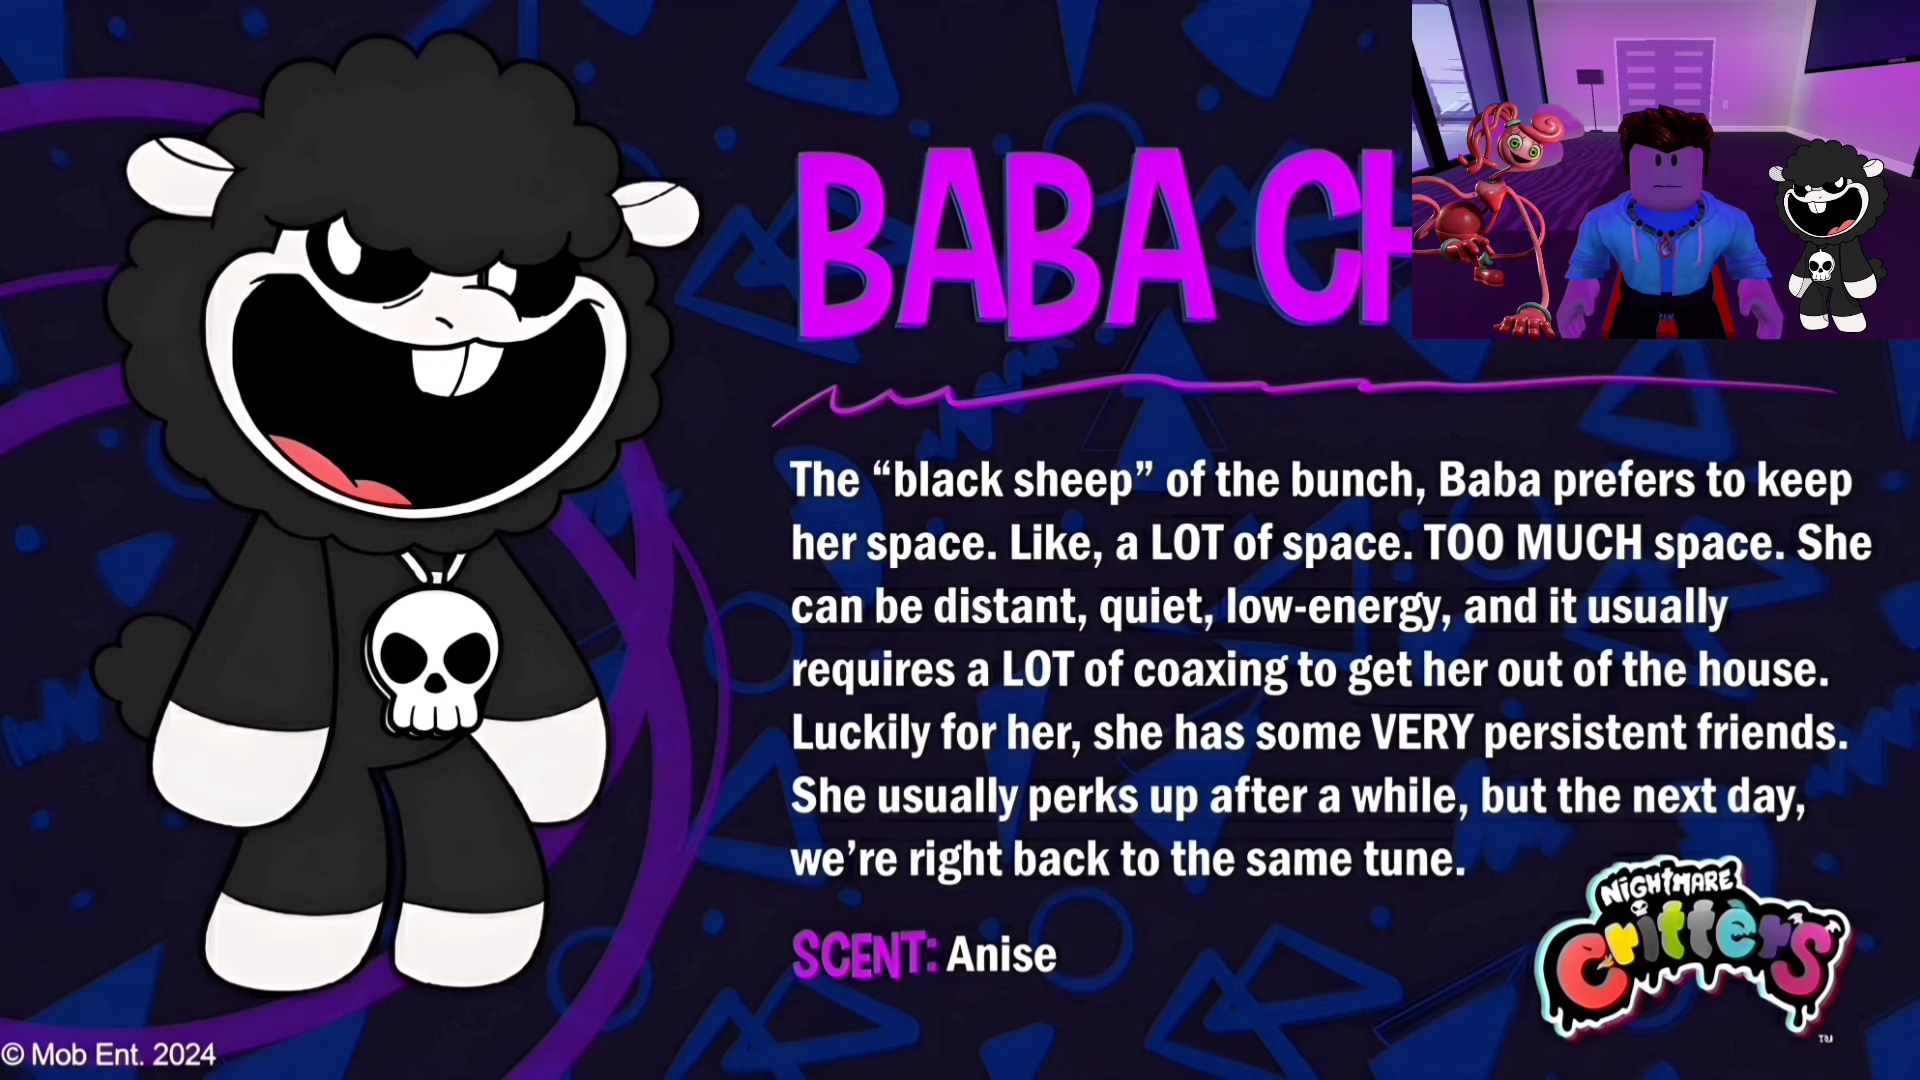 BABA CH
The “black sheep” of the bunch, Baba prefers to keep
her space. Like, a LOT of space. TOO MUCH space. She
can be distant, quiet, low-energy, and it usually
requires a LOT of coaxing to get her out of the house.
Luckily for her, she has some VERY persistent friends.
She usually perks up after a while, but the next day,
we’re right back to the same tune.
SCENT: Anise
NiGHTMARE
Critters
TM
© Mob Ent. 2024